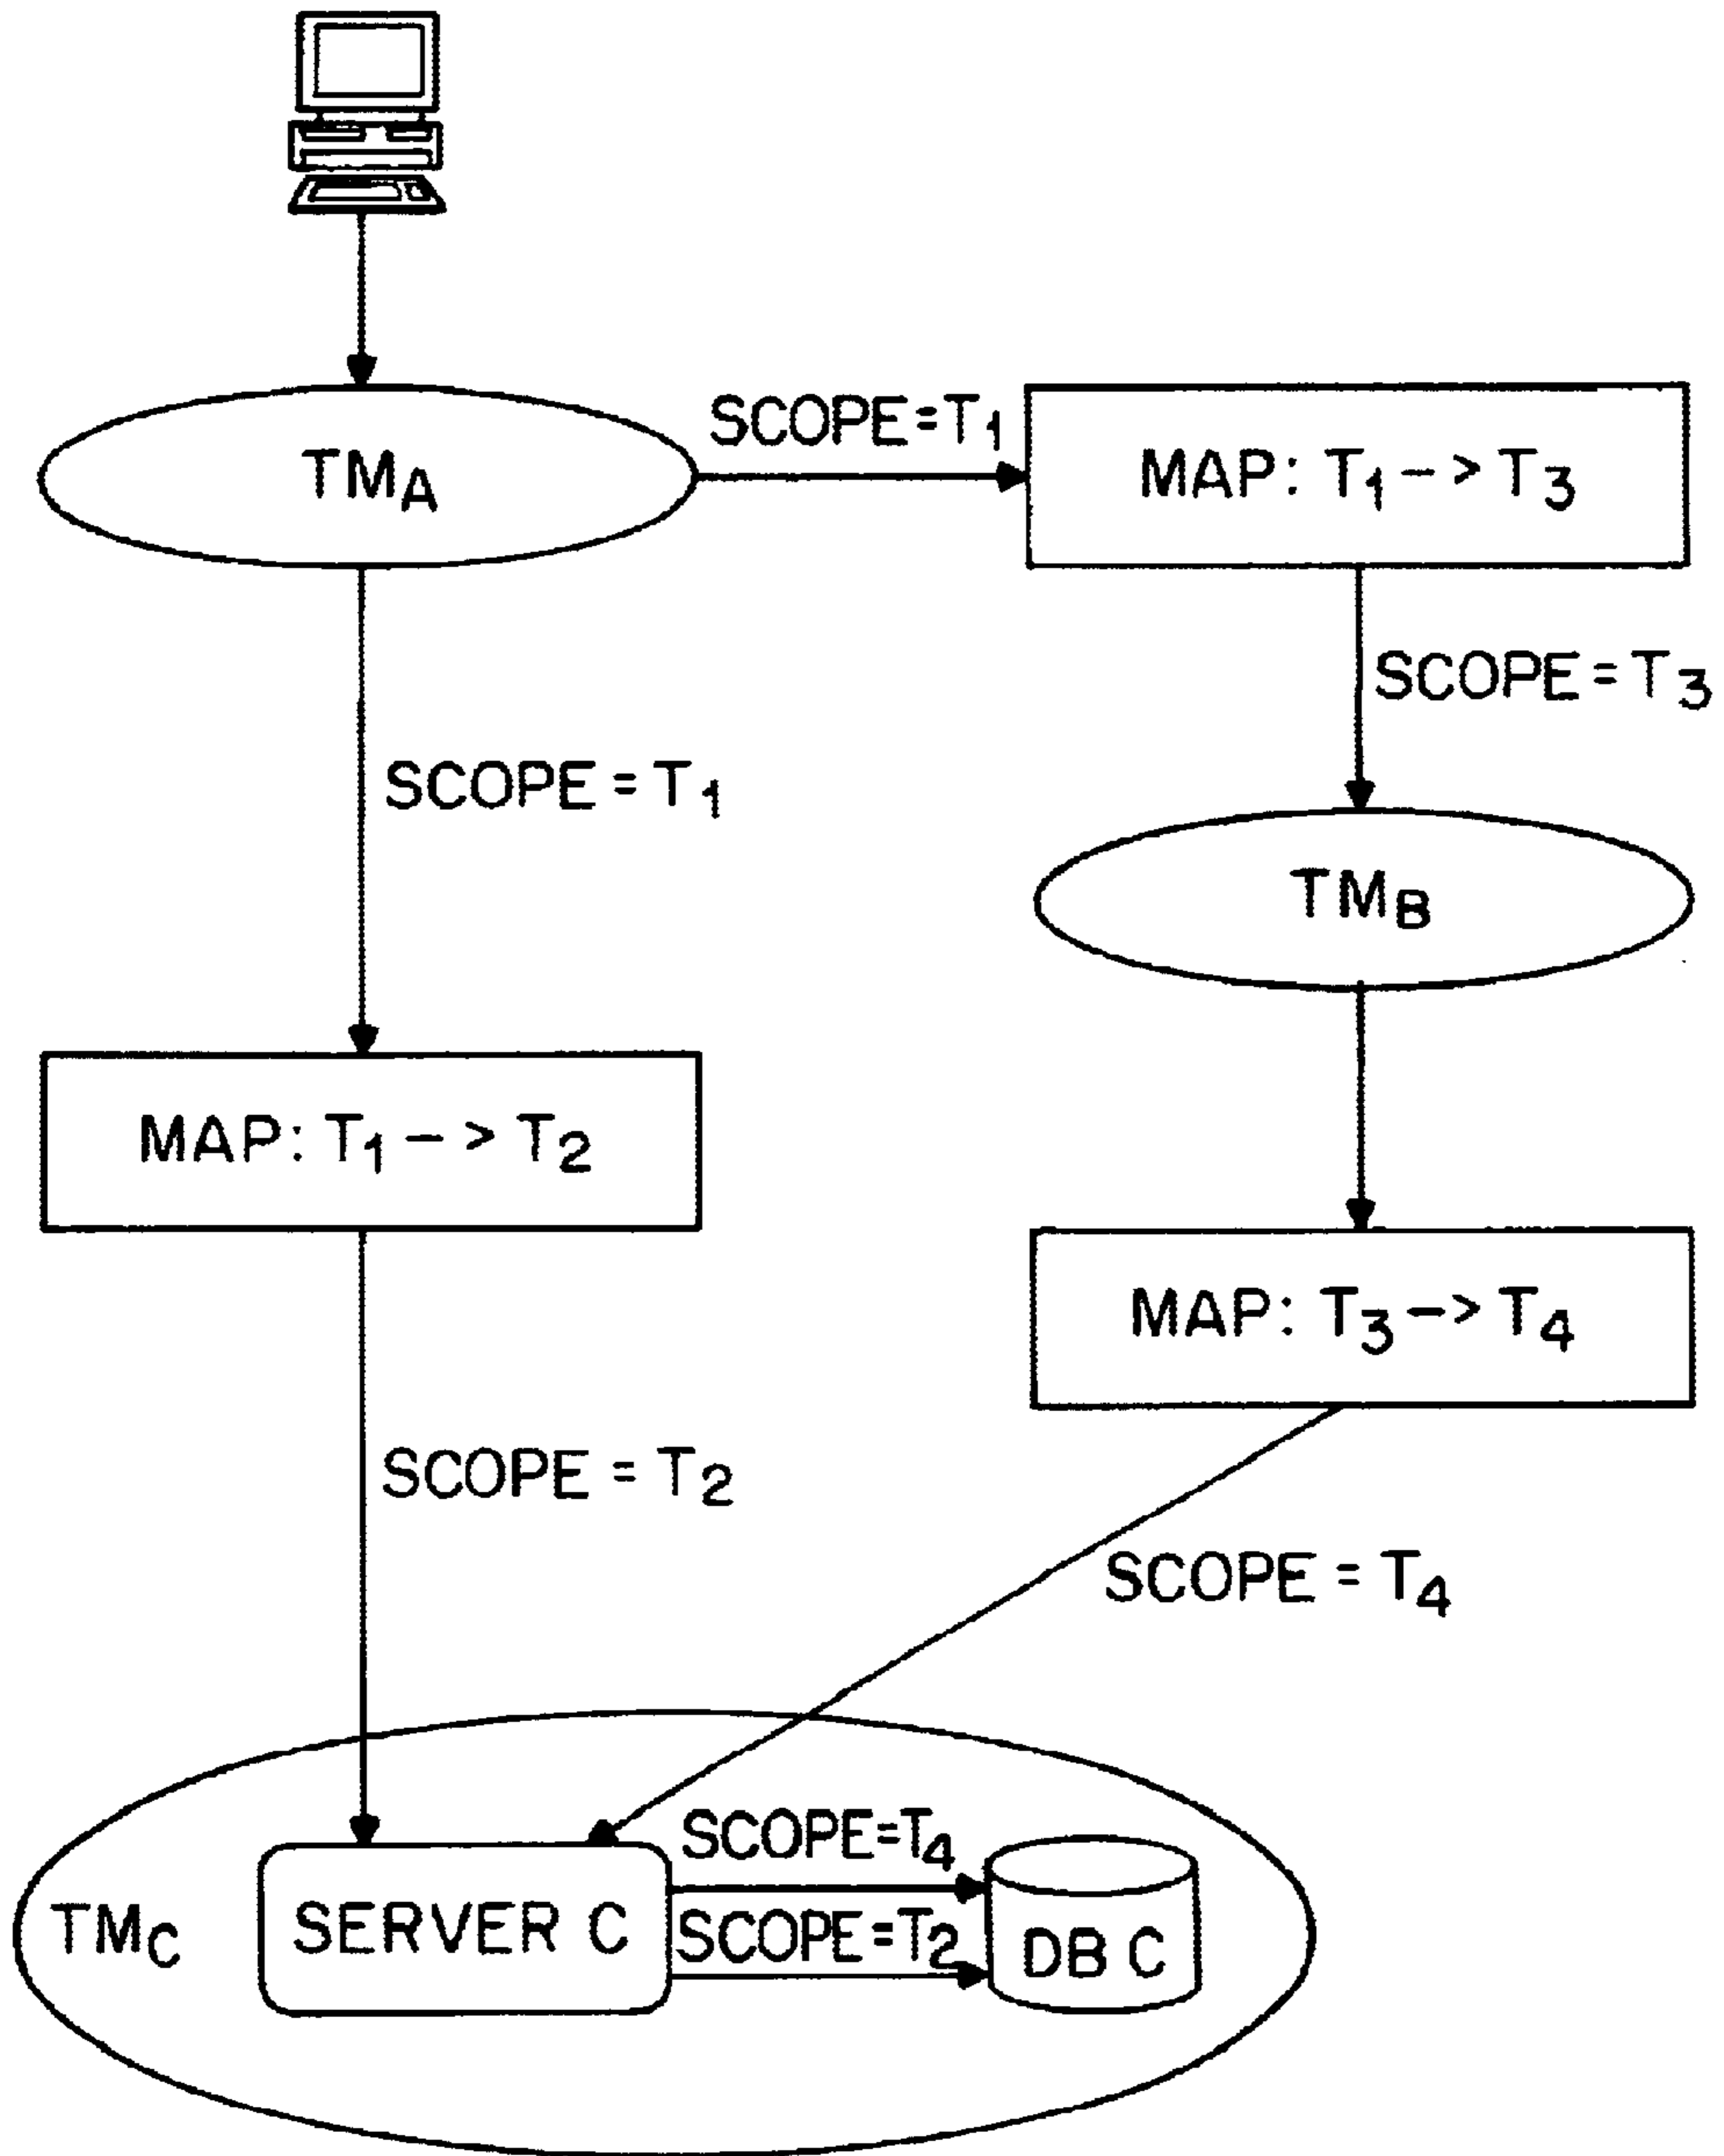 SCOPE=T1
TMA
MAP: T1 -> T3
SCOPE=T3
SCOPE=T1
TMB
MAP: T1 -> T2
MAP: T3 -> T4
SCOPE=T2
SCOPE=T4
SCOPE=T4
TMC
SERVER C
SCOPE=T2
DB C